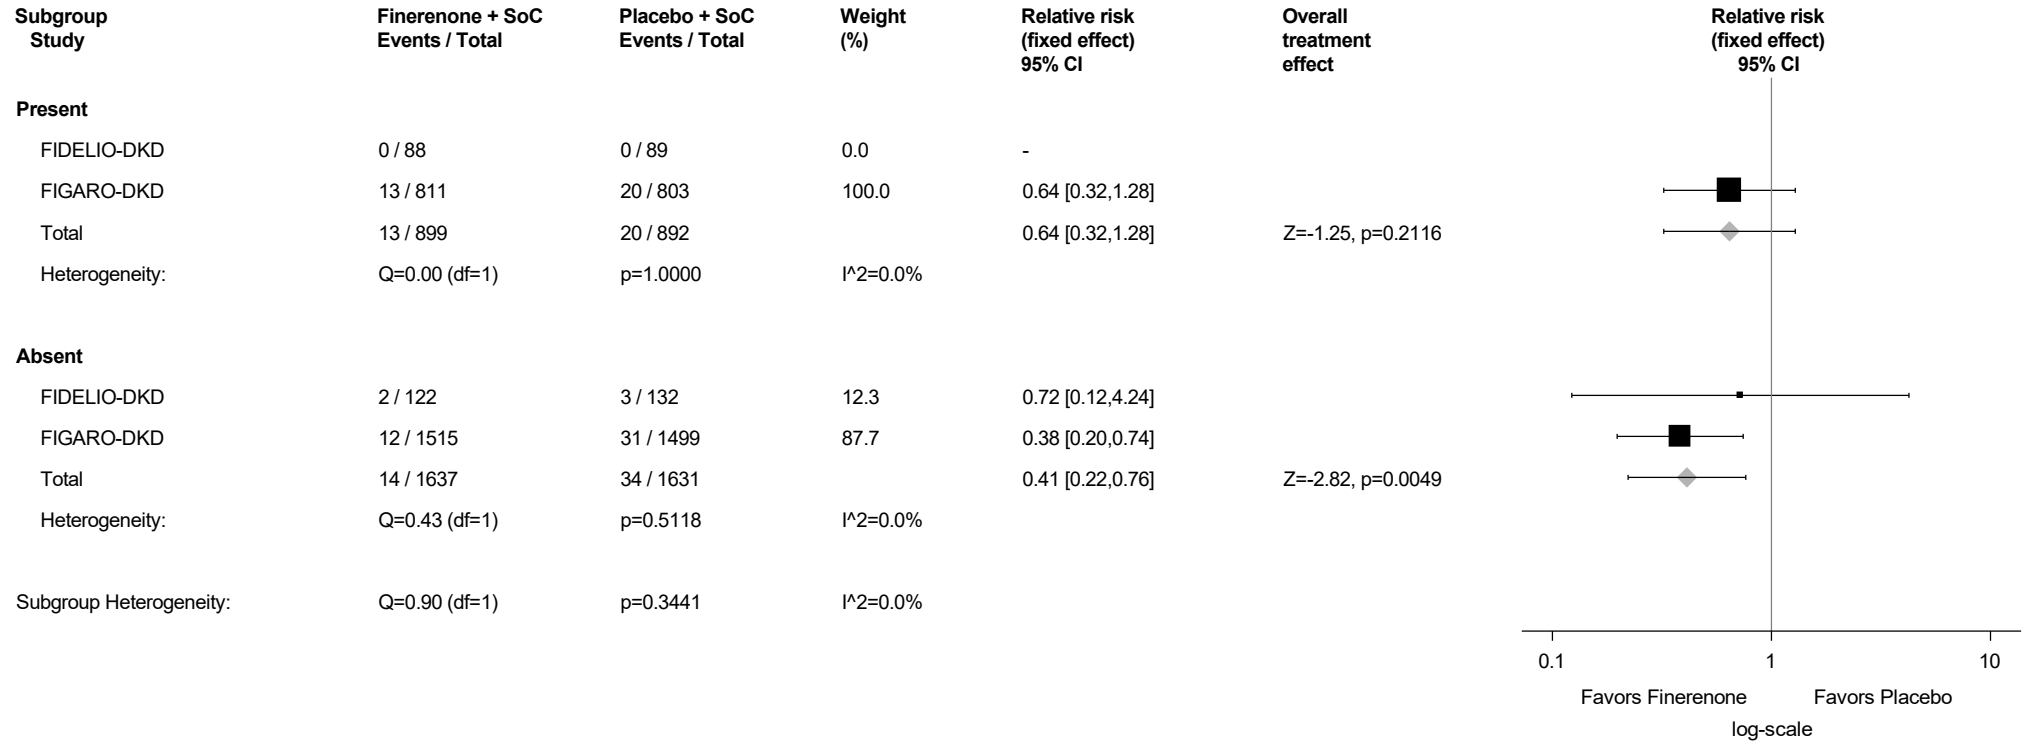 Subgroup Finerenone + SoC Placebo + SoC Weight Relative risk Overall Relative risk
Study Events / Total Events / Total (%) (fixed effect) treatment (fixed effect)
95% CI effect 95% CI
Present
FIDELIO-DKD 0 / 88 0 / 89 0.0 -
FIGARO-DKD 13 / 811 20 / 803 100.0 0.64 [0.32,1.28]
Total 13 / 899 20 / 892 0.64 [0.32,1.28] Z=-1.25, p=0.2116
Heterogeneity: Q=0.00 (df=1) p=1.0000 I^2=0.0%
Absent
FIDELIO-DKD 2 / 122 3 / 132 12.3 0.72 [0.12,4.24]
FIGARO-DKD 12 / 1515 31 / 1499 87.7 0.38 [0.20,0.74]
Total 14 / 1637 34 / 1631 0.41 [0.22,0.76] Z=-2.82, p=0.0049
Heterogeneity: Q=0.43 (df=1) p=0.5118 I^2=0.0%
Subgroup Heterogeneity: Q=0.90 (df=1) p=0.3441 I^2=0.0%
0.1 1 10
Favors Finerenone Favors Placebo
log-scale